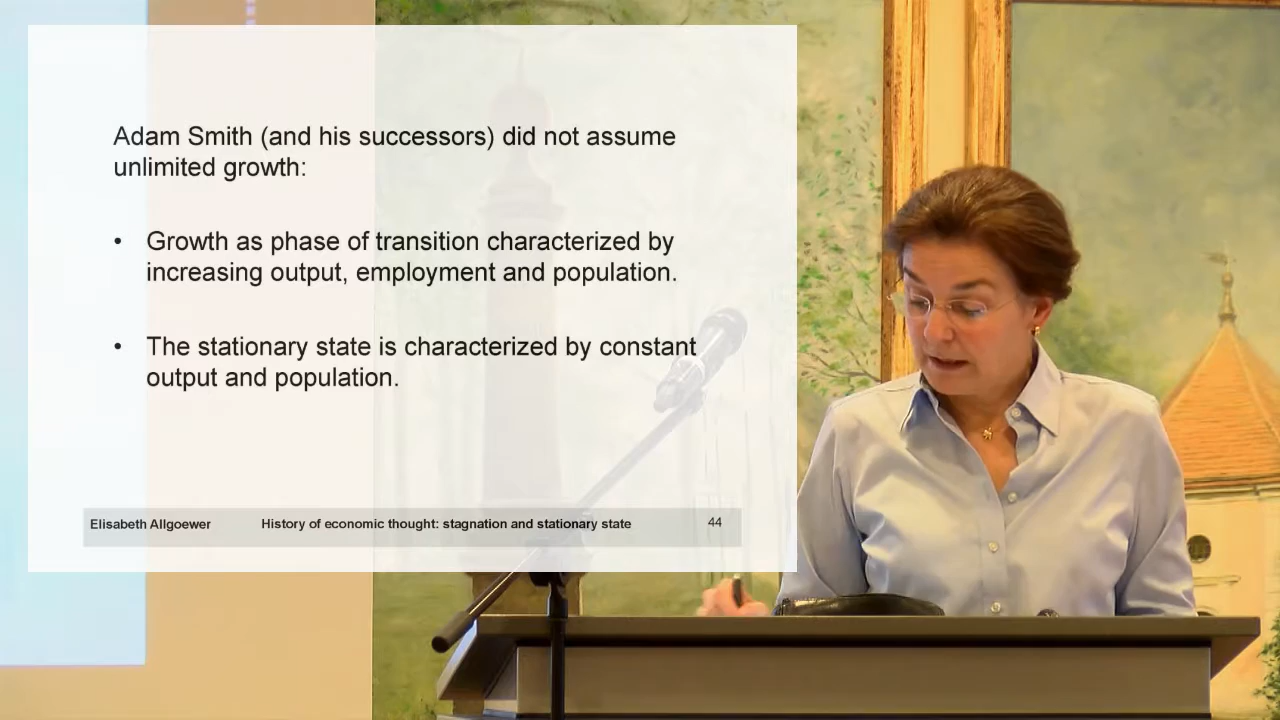 Adam Smith (and his successors) did not assume
unlimited growth:
• Growth as phase of transition characterized by
increasing output, employment and population.
• The stationary state is characterized by constant
output and population.
Elisabeth Allgoewer History of economic thought: stagnation and stationary state 44